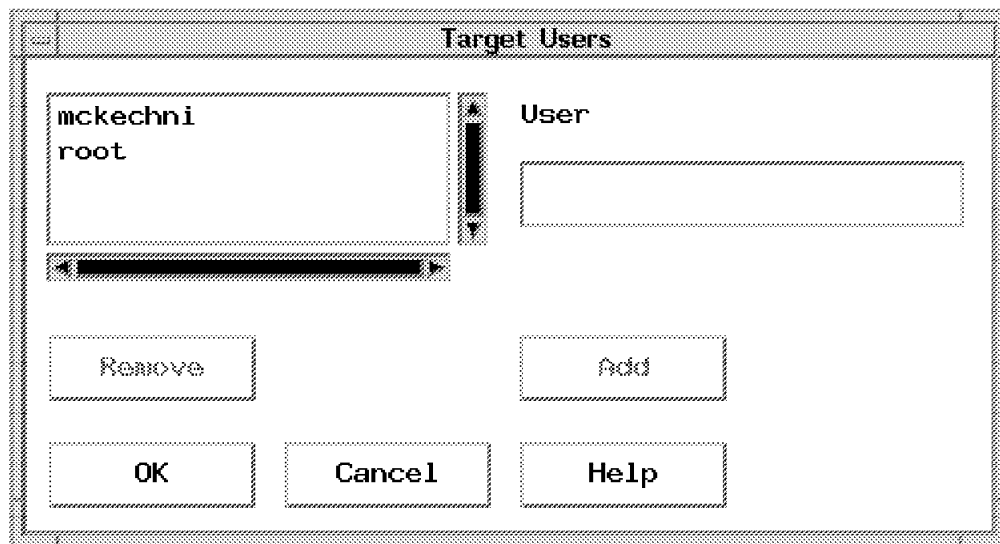 Target Users
mckechni
root
User
Remove
Add
OK
Cancel
Help